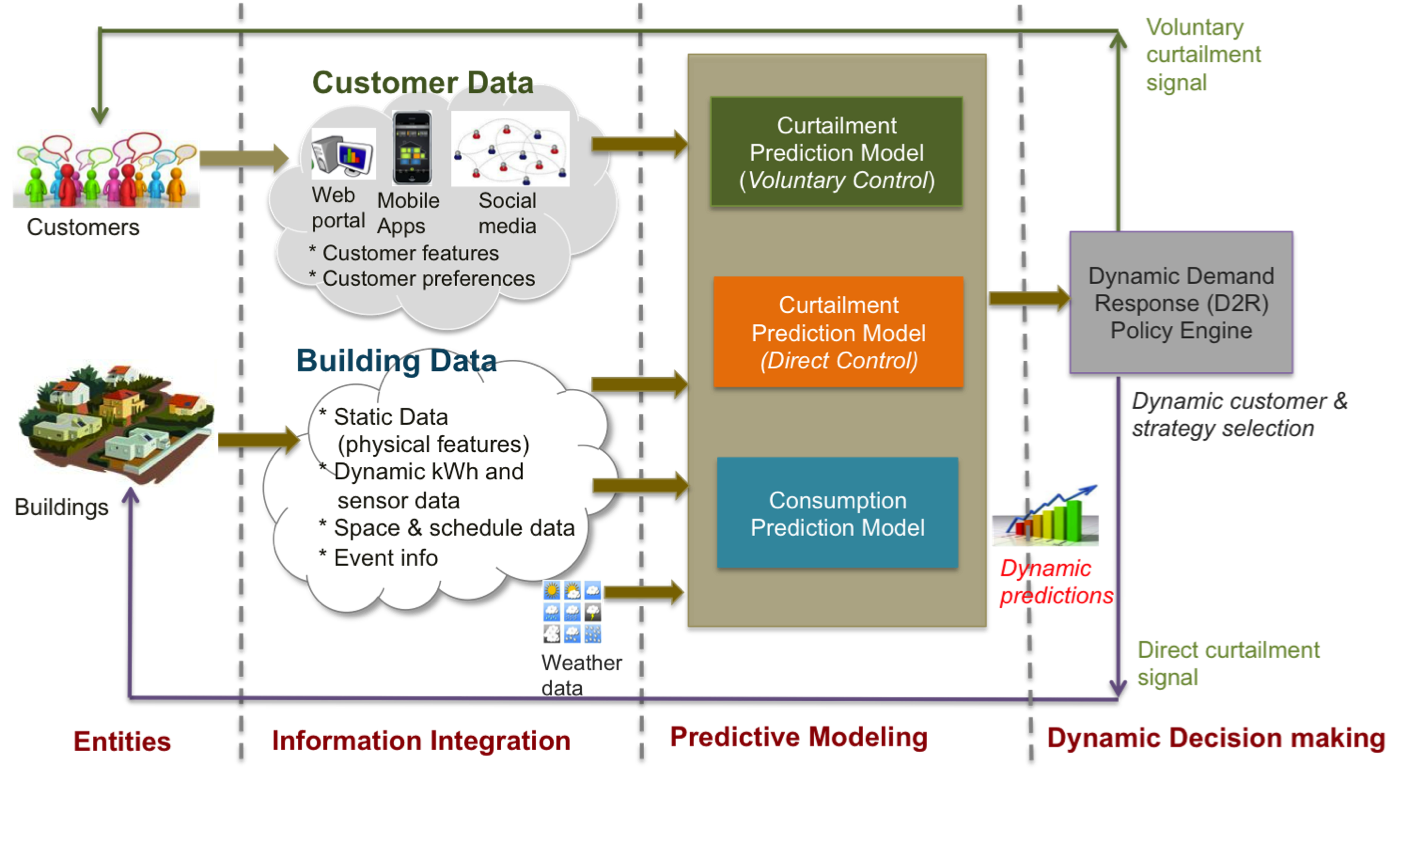 Voluntary
curtailment
signal
Customer Data
Web
portal
Mobile
Apps
Social
media
* Customer features
* Customer preferences
Customers
Curtailment
Prediction Model
(Voluntary Control)
Curtailment
Prediction Model
(Direct Control)
Consumption
Prediction Model
Dynamic Demand
Response (D2R)
Policy Engine
Dynamic customer &
strategy selection
Building Data
* Static Data
(physical features)
* Dynamic kWh and
sensor data
* Space & schedule data
* Event info
Buildings
Weather
data
Dynamic
predictions
Direct curtailment
signal
Entities
Information Integration
Predictive Modeling
Dynamic Decision making